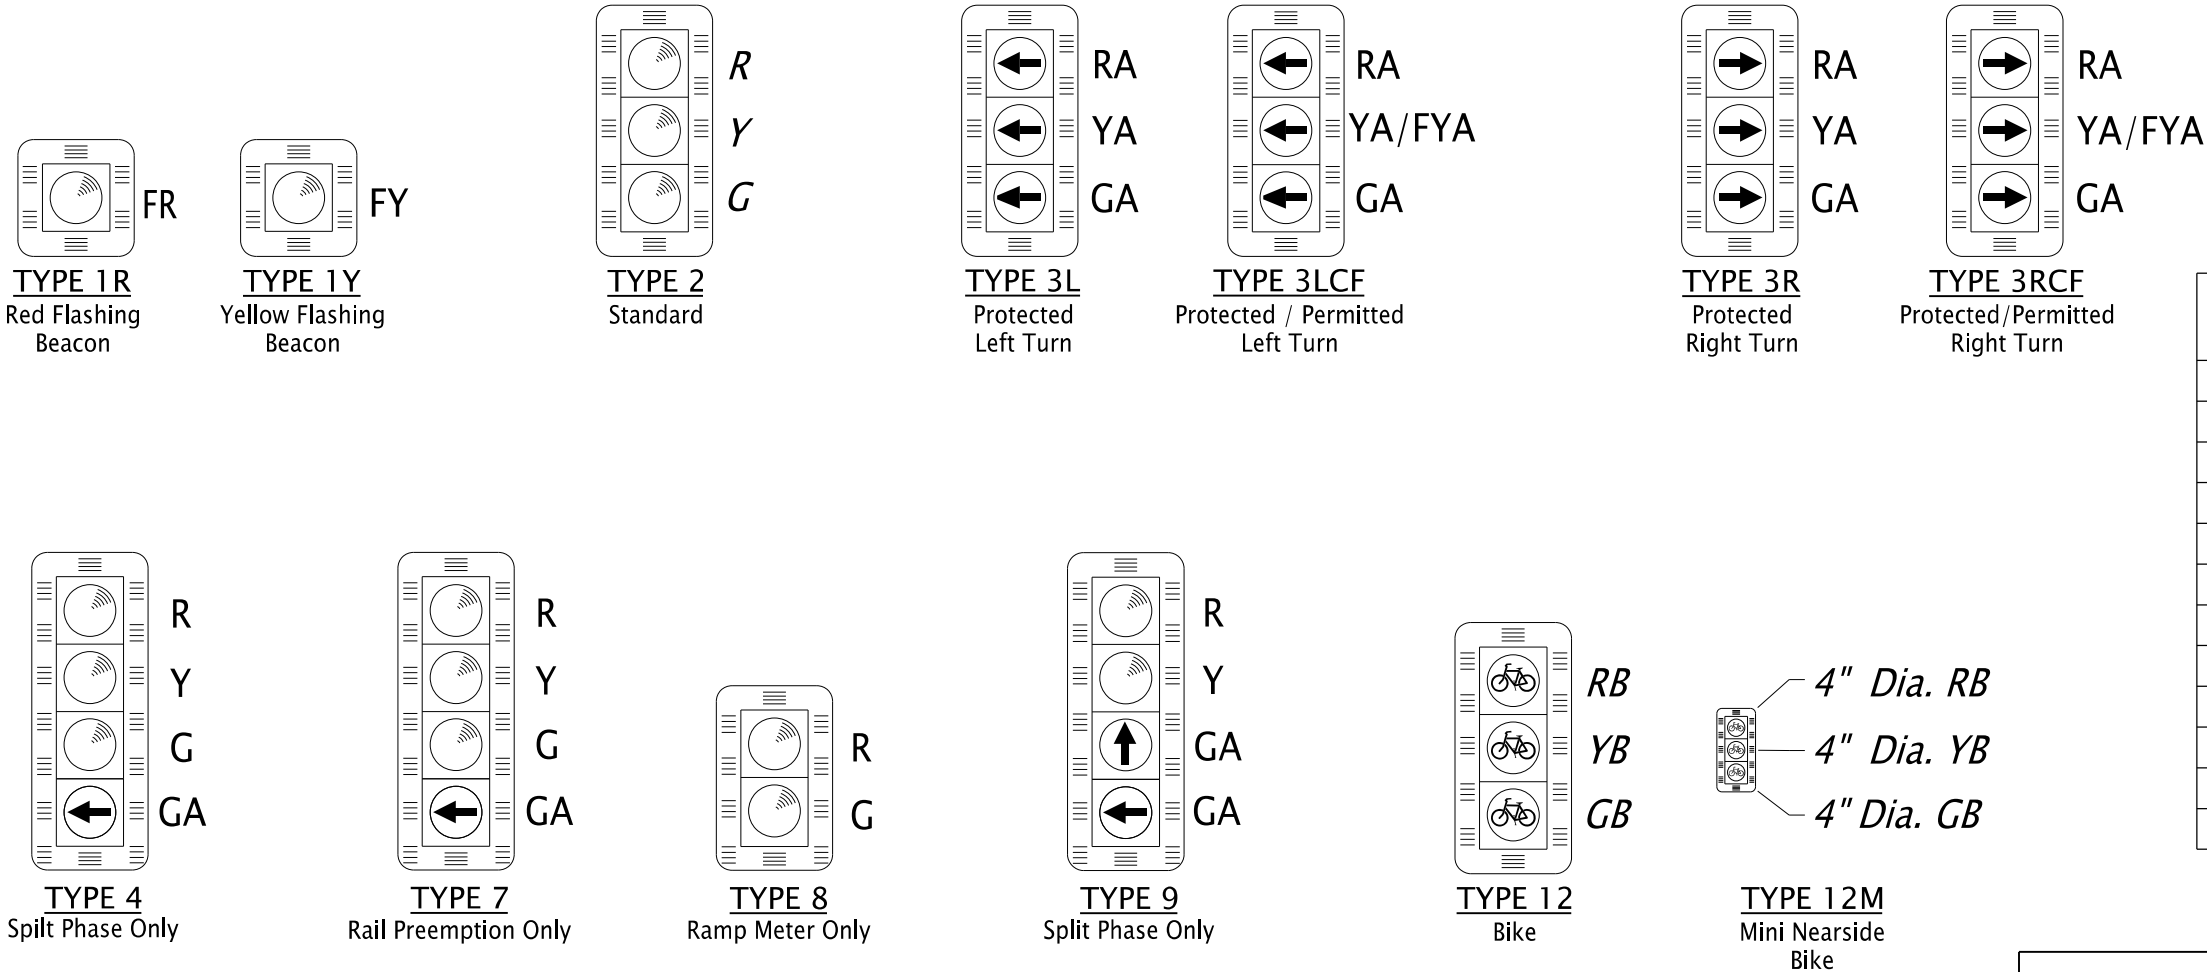 R
Y
G
RA
YA
GA
RA
YA/FYA
GA
RA
YA
GA
RA
YA/FYA
GA
FR
FY
TYPE 1R
Red Flashing
Beacon
TYPE 1Y
Yellow Flashing
Beacon
TYPE 2
Standard
TYPE 3L
Protected
Left Turn
TYPE 3LCF
Protected / Permitted
Left Turn
TYPE 3R
Protected
Right Turn
TYPE 3RCF
Protected/Permitted
Right Turn
R
Y
G
GA
TYPE 4
Spilt Phase Only
R
Y
G
GA
TYPE 7
Rail Preemption Only
R
G
TYPE 8
Ramp Meter Only
R
Y
GA
GA
TYPE 9
Split Phase Only
RB
YB
GB
TYPE 12
Bike
4" Dia. RB
4" Dia. YB
4" Dia. GB
TYPE 12M
Mini Nearside
Bike